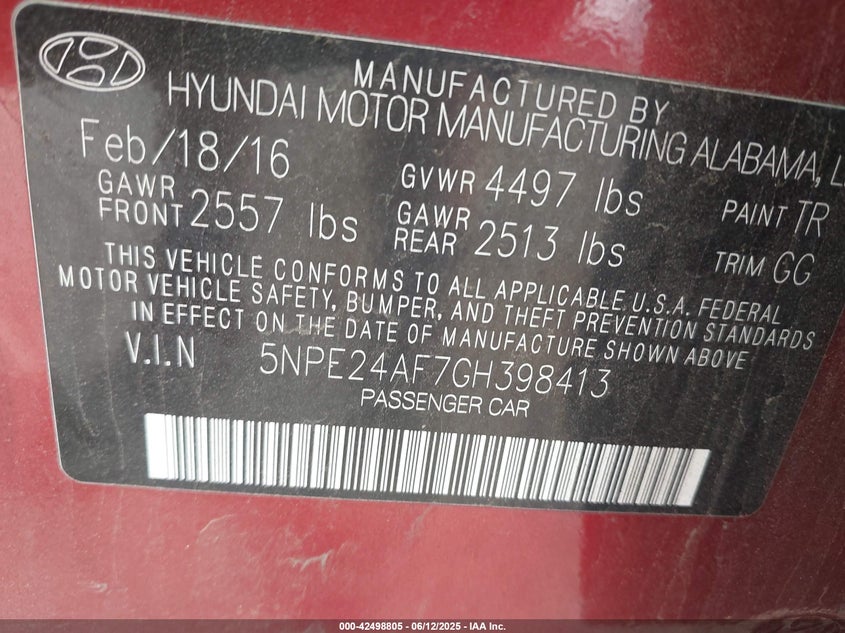 MANUFACTURED BY
HYUNDAI MOTOR MANUFACTURING ALABAMA, L
Feb/18/16 GVWR 4497 lbs PAINT TR
GAWR FRONT 2557 lbs GAWR REAR 2513 lbs TRIM GG
THIS VEHICLE CONFORMS TO ALL APPLICABLE U.S.A. FEDERAL
MOTOR VEHICLE SAFETY, BUMPER, AND THEFT PREVENTION STANDARDS
IN EFFECT ON THE DATE OF MANUFACTURE SHOWN ABOVE
V.I.N 5NPE24AF7GH398413
PASSENGER CAR
000-42498805 - 06/12/2025 - IAA Inc.